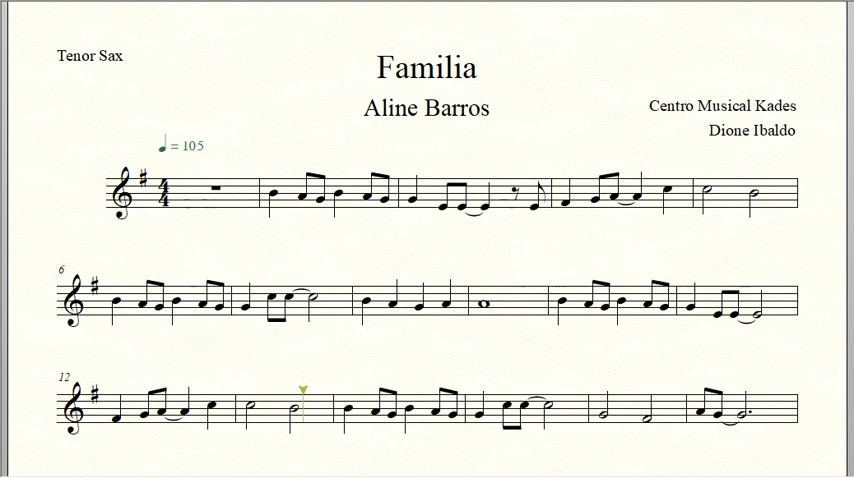 Tenor Sax
Familia
Aline Barros
Centro Musical Kades
Dione Ibaldo
= 105
4
4
6
12